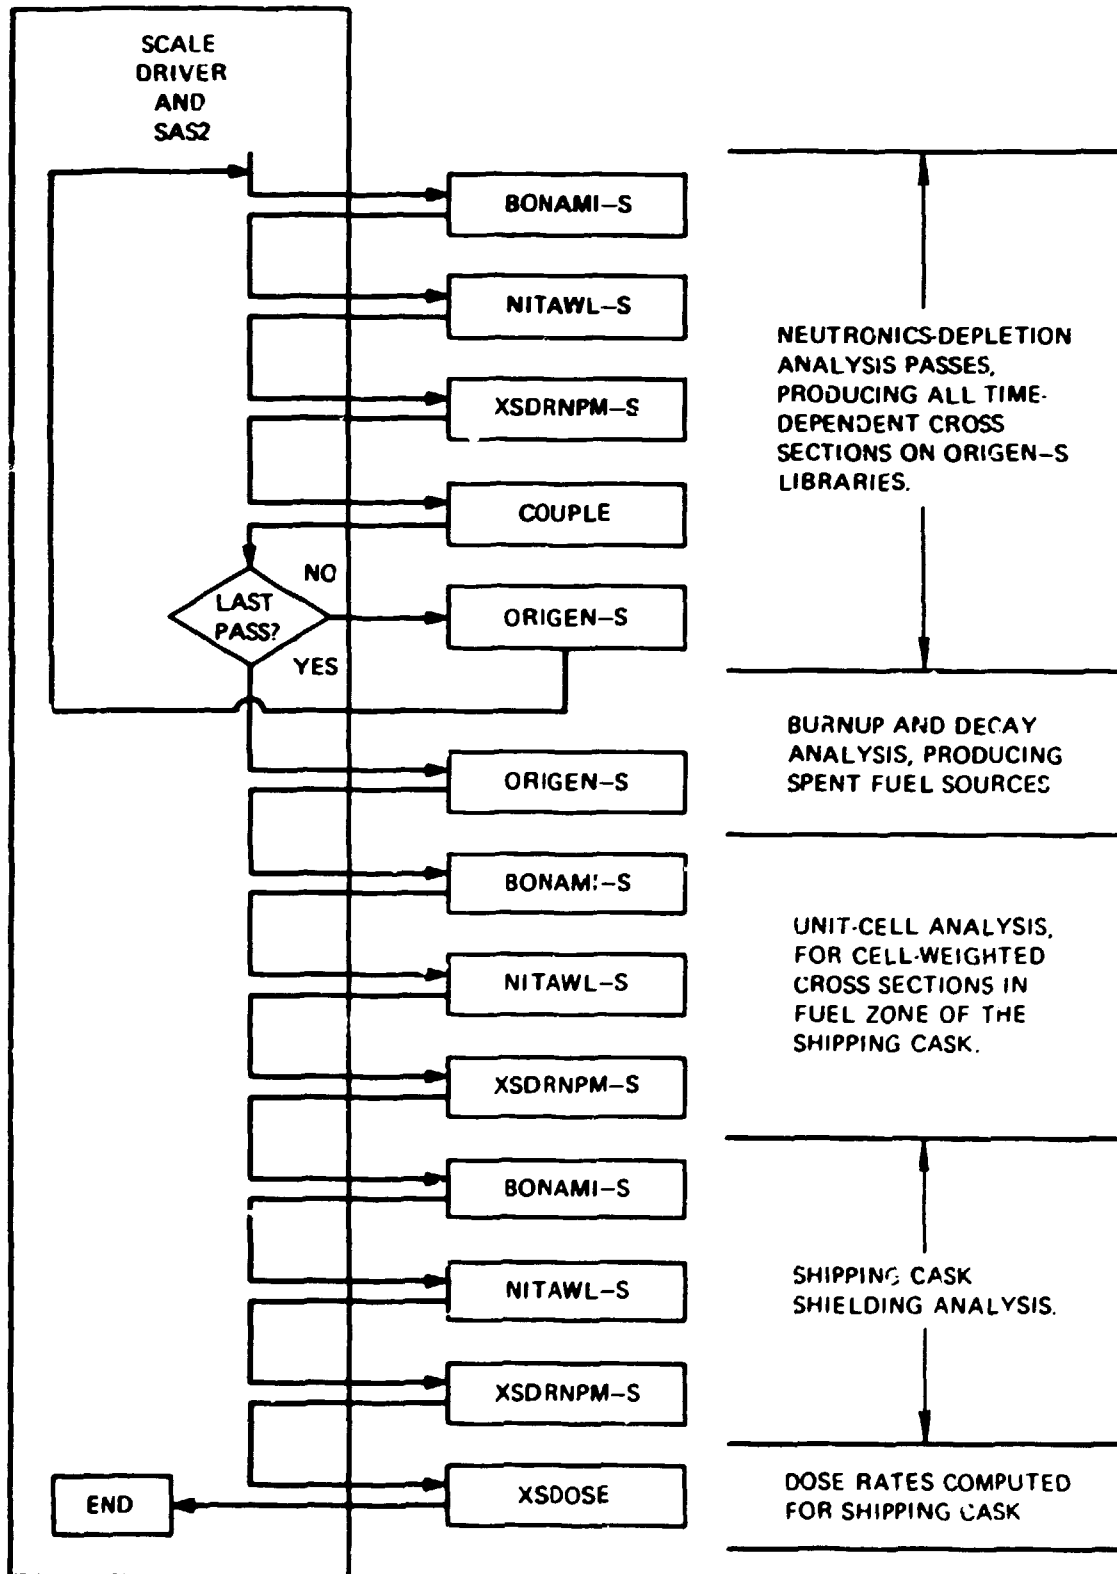 SCALE
DRIVER
AND
SAS2
BONAMI-S
NITAWL-S
XSDRNPM-S
COUPLE
NO
LAST
PASS?
YES
ORIGEN-S
ORIGEN-S
BONAMI-S
NITAWL-S
XSDRNPM-S
BONAMI-S
NITAWL-S
XSDRNPM-S
XSDOSE
END
NEUTRONICS-DEPLETION
ANALYSIS PASSES,
PRODUCING ALL TIME-
DEPENDENT CROSS
SECTIONS ON ORIGEN-S
LIBRARIES.
BURNUP AND DECAY
ANALYSIS, PRODUCING
SPENT FUEL SOURCES
UNIT-CELL ANALYSIS,
FOR CELL-WEIGHTED
CROSS SECTIONS IN
FUEL ZONE OF THE
SHIPPING CASK.
SHIPPING CASK
SHIELDING ANALYSIS.
DOSE RATES COMPUTED
FOR SHIPPING CASK